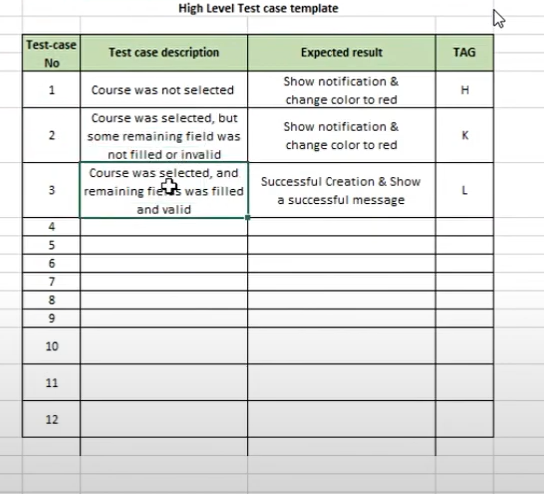 High Level Test case template
Test-case
No
Test case description
Expected result
TAG
1
Course was not selected
Show notification &
change color to red
H
2
Course was selected, but
some remaining field was
not filled or invalid
Show notification &
change color to red
K
3
Course was selected, and
remaining fields was filled
and valid
Successful Creation & Show
a successful message
L
4
5
6
7
8
9
10
11
12